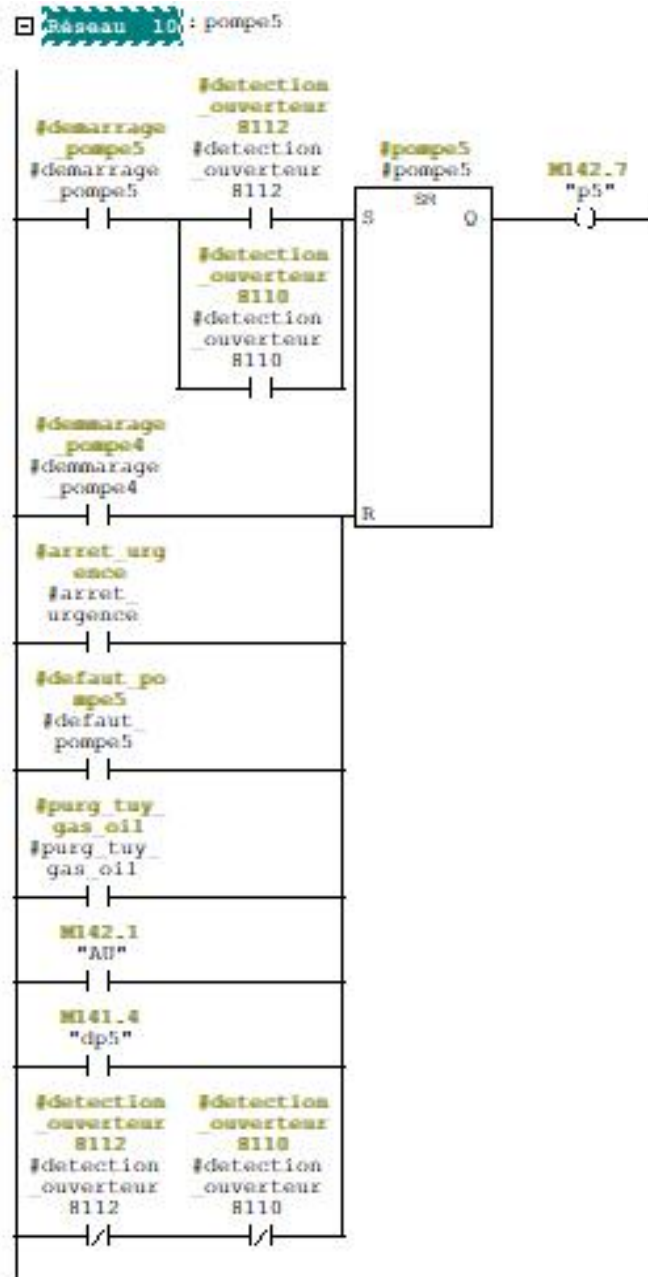 Réseau 10 : pompe5
#demarrage
_pompe5
#demarrage
_pompe5
#detection
_ouverteur
8112
#detection
_ouverteur
8112
#pompe5
#pompe5
SR
S
Q
M142.7
"p5"
#detection
_ouverteur
8110
#detection
_ouverteur
8110
#demmarage
_pompe4
#demmarage
_pompe4
R
#arret_urg
ence
#arret_
urgence
#defaut_po
mpe5
#defaut_
pompe5
#purg_tuy_
gas_oil
#purg_tuy_
gas_oil
M142.1
"AU"
M141.4
"dp5"
#detection
_ouverteur
8112
#detection
_ouverteur
8112
#detection
_ouverteur
8110
#detection
_ouverteur
8110